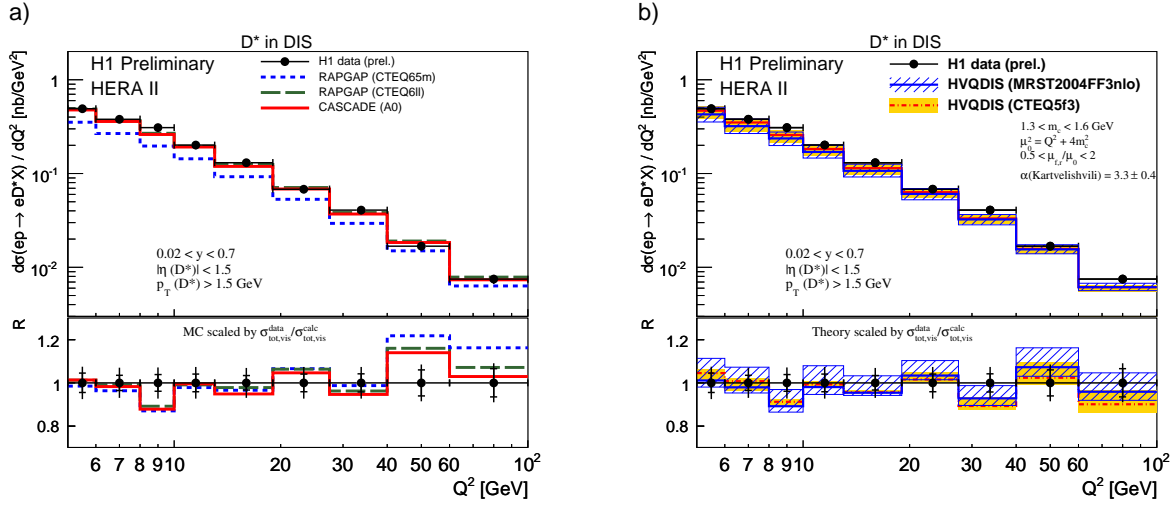 a)
D* in DIS
H1 Preliminary
HERA II
H1 data (prel.)
RAPGAP (CTEQ65m)
RAPGAP (CTEQ6ll)
CASCADE (A0)
dσ(ep → eD*X) / dQ² [nb/GeV²]
1
10⁻¹
10⁻²
0.02 < y < 0.7
|η (D*)| < 1.5
p_T (D*) > 1.5 GeV
R
MC scaled by σ^data_tot,vis/σ^calc_tot,vis
1.2
1
0.8
6 7 8 9 10 20 30 40 50 60 10²
Q² [GeV]
b)
D* in DIS
H1 Preliminary
HERA II
H1 data (prel.)
HVQDIS (MRST2004FF3nlo)
HVQDIS (CTEQ5f3)
1.3 < m_c < 1.6 GeV
μ₀² = Q² + 4m_c²
0.5 < μ_f,r/μ₀ < 2
α(Kartvelishvili) = 3.3 ± 0.4
dσ(ep → eD*X) / dQ² [nb/GeV²]
1
10⁻¹
10⁻²
0.02 < y < 0.7
|η (D*)| < 1.5
p_T (D*) > 1.5 GeV
R
Theory scaled by σ^data_tot,vis/σ^calc_tot,vis
1.2
1
0.8
6 7 8 9 10 20 30 40 50 60 10²
Q² [GeV]